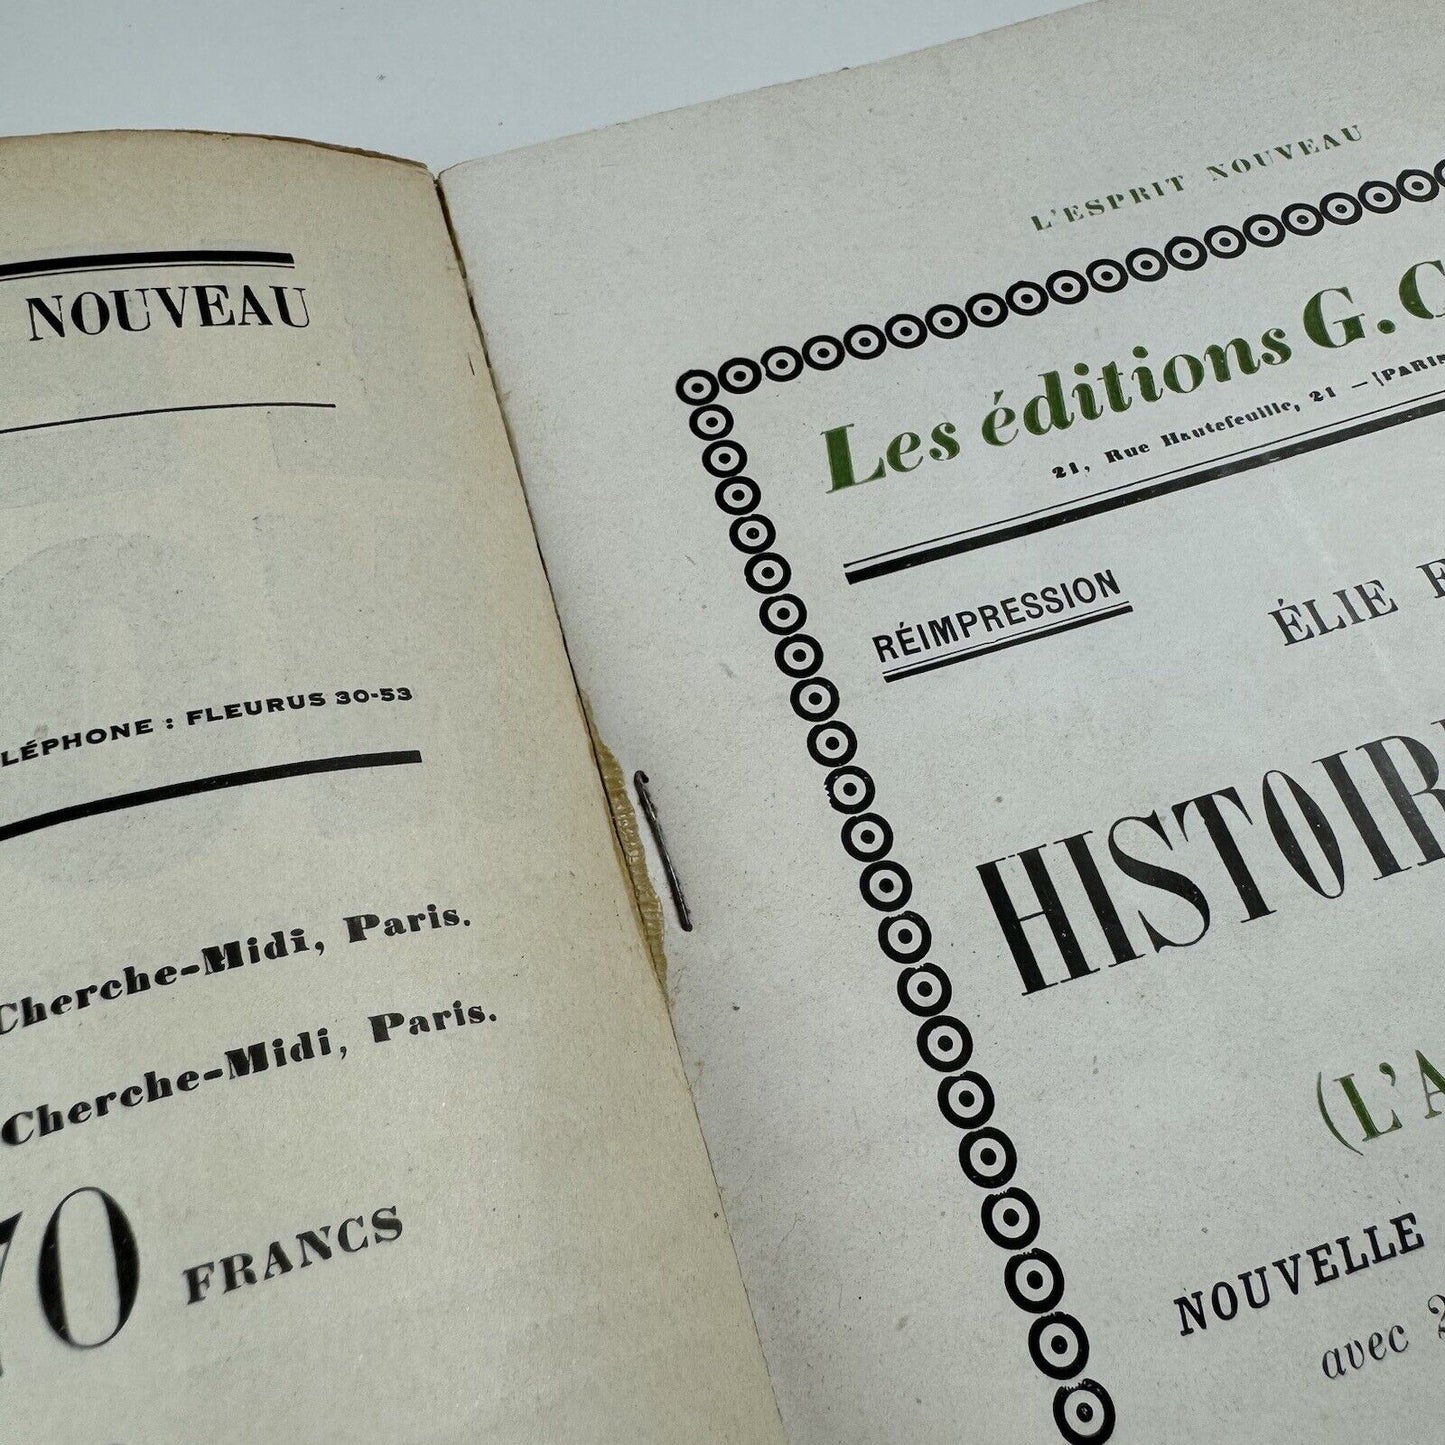 NOUVEAU
LÉPHONE : FLEURUS 30-53
Cherche-Midi, Paris.
Cherche-Midi, Paris.
70 FRANCS
L'ESPRIT NOUVEAU
Les éditions G. C
21, Rue Hautefeuille, 21 — PARIS
RÉIMPRESSION
ÉLIE F
HISTOIR
(L'A
NOUVELLE
avec 2